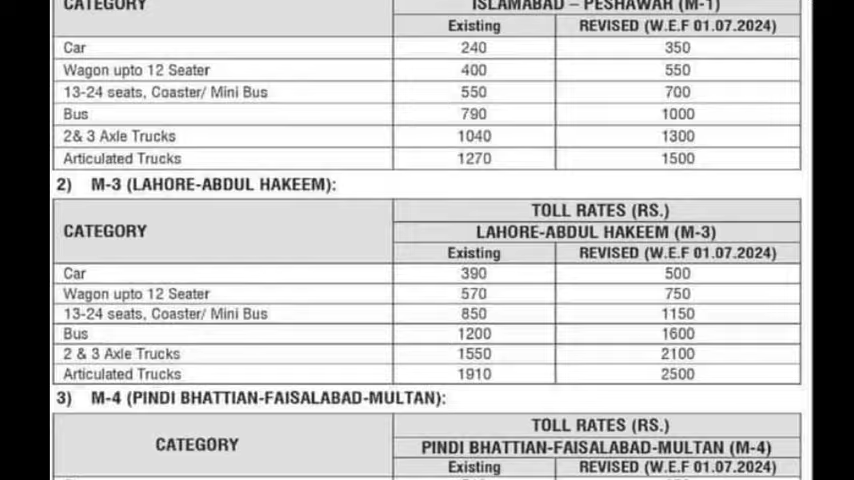 CATEGORY ISLAMABAD – PESHAWAR (M-1)
Existing REVISED (W.E.F 01.07.2024)
Car 240 350
Wagon upto 12 Seater 400 550
13-24 seats, Coaster/ Mini Bus 550 700
Bus 790 1000
2& 3 Axle Trucks 1040 1300
Articulated Trucks 1270 1500
2) M-3 (LAHORE-ABDUL HAKEEM):
TOLL RATES (RS.)
CATEGORY LAHORE-ABDUL HAKEEM (M-3)
Existing REVISED (W.E.F 01.07.2024)
Car 390 500
Wagon upto 12 Seater 570 750
13-24 seats, Coaster/ Mini Bus 850 1150
Bus 1200 1600
2 & 3 Axle Trucks 1550 2100
Articulated Trucks 1910 2500
3) M-4 (PINDI BHATTIAN-FAISALABAD-MULTAN):
TOLL RATES (RS.)
CATEGORY PINDI BHATTIAN-FAISALABAD-MULTAN (M-4)
Existing REVISED (W.E.F 01.07.2024)